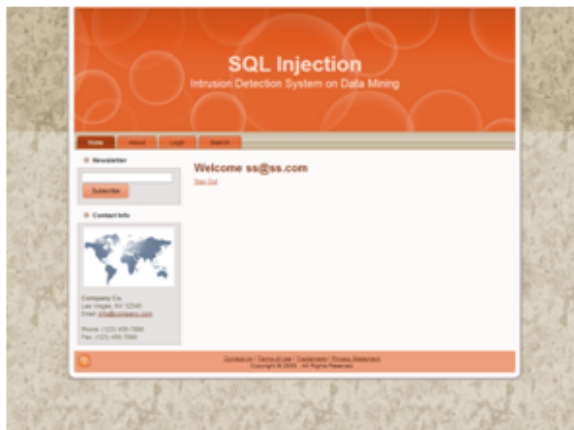 SQL Injection
Intrusion Detection System on Data Mining
Home About Login Search
Newsletter
Subscribe
Welcome ss@ss.com
Sign Out
Contact Info
Company Co.
Las Vegas, NV 12345
Email: info@company.com
Phone: (123) 456-7890
Fax: (123) 456-7890
Contact Us | Terms of Use | Trademarks | Privacy Statement
Copyright © 2009. All Rights Reserved.